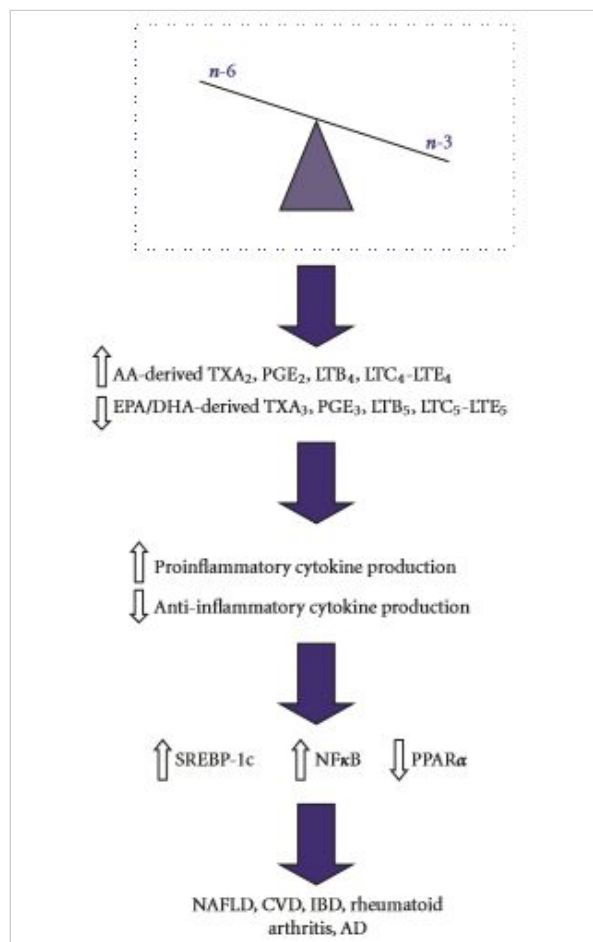 n-6
n-3
AA-derived TXA₂, PGE₂, LTB₄, LTC₄-LTE₄
EPA/DHA-derived TXA₃, PGE₃, LTB₅, LTC₅-LTE₅
Proinflammatory cytokine production
Anti-inflammatory cytokine production
SREBP-1c NFκB PPARα
NAFLD, CVD, IBD, rheumatoid
arthritis, AD